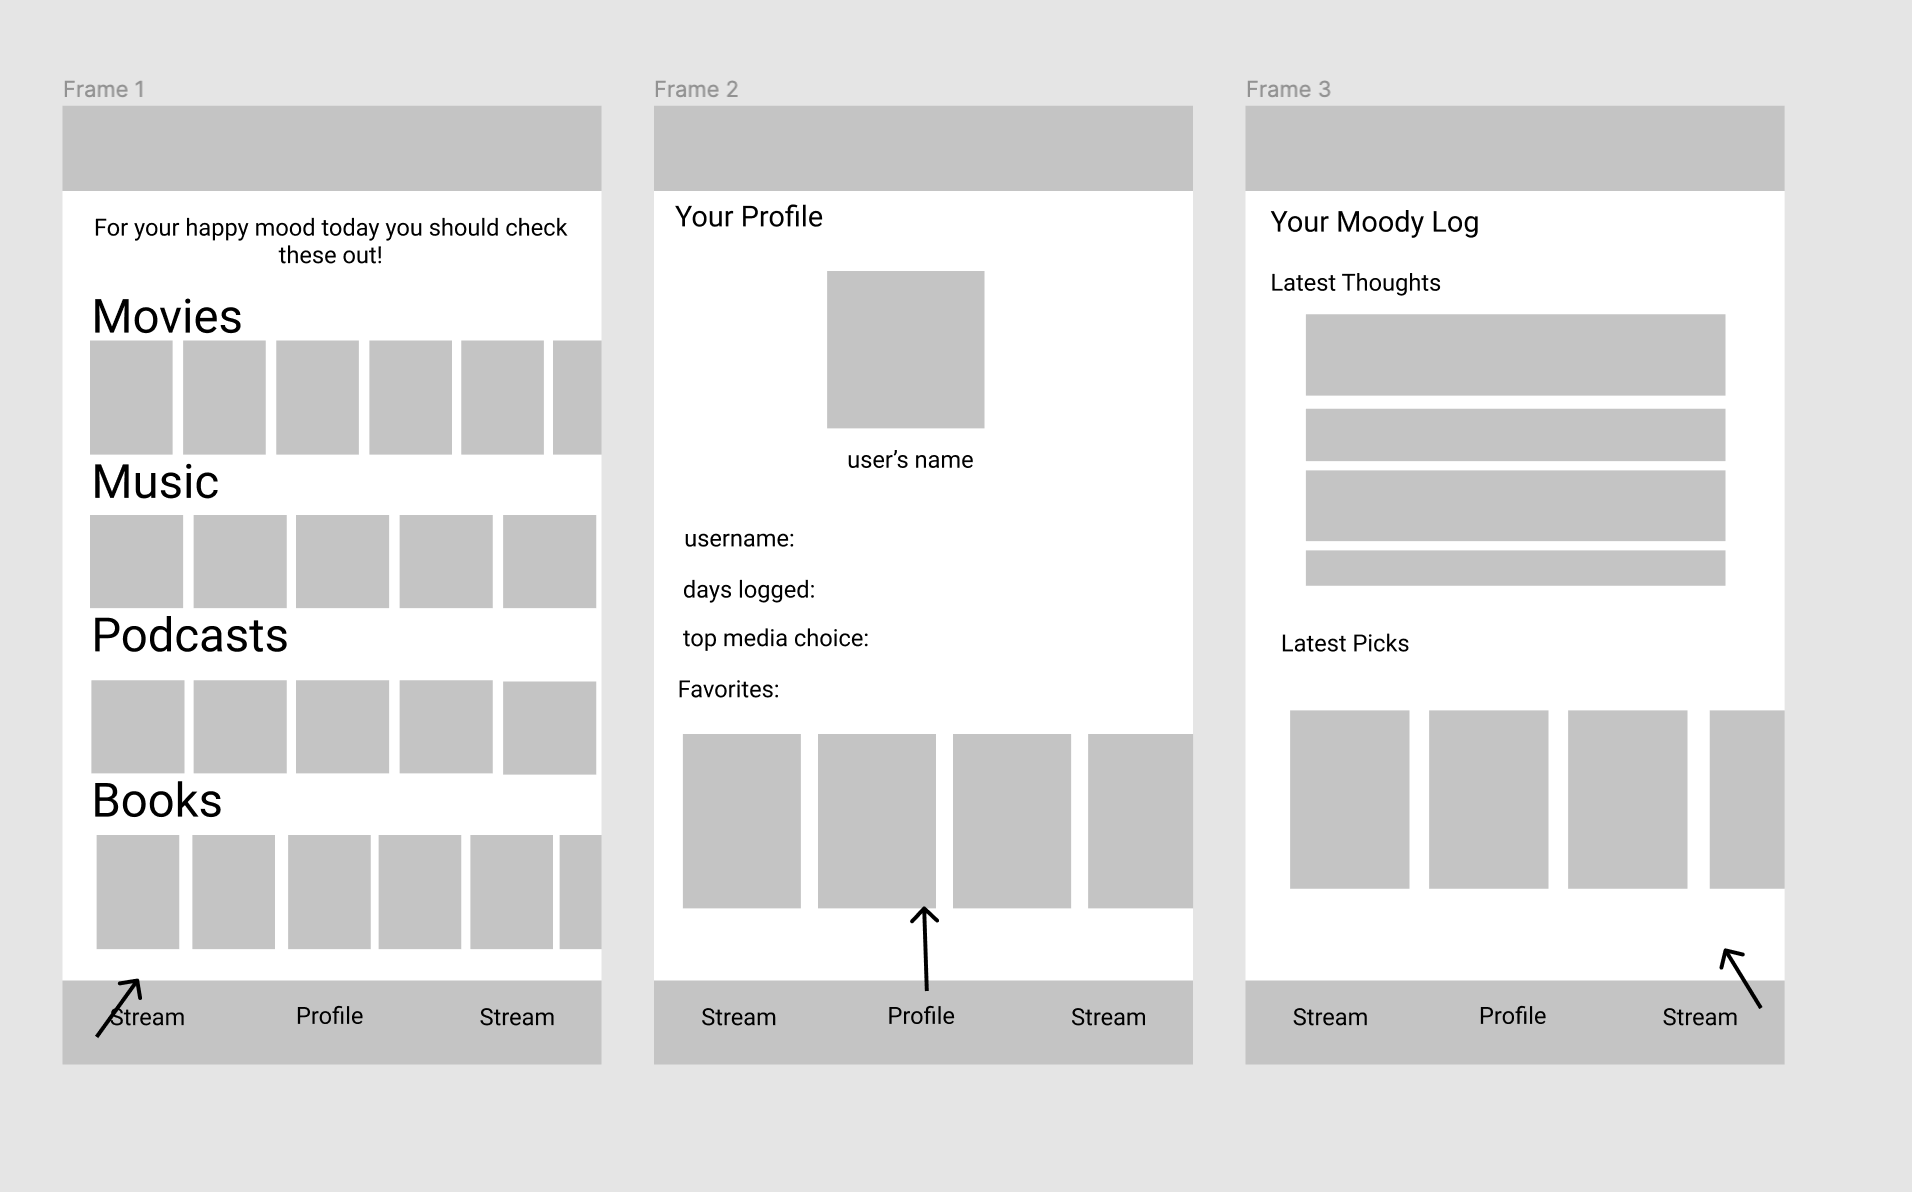 Frame 1
For your happy mood today you should check
these out!
Movies
Music
Podcasts
Books
Stream
Profile
Stream
Frame 2
Your Profile
user’s name
username:
days logged:
top media choice:
Favorites:
Stream
Profile
Stream
Frame 3
Your Moody Log
Latest Thoughts
Latest Picks
Stream
Profile
Stream